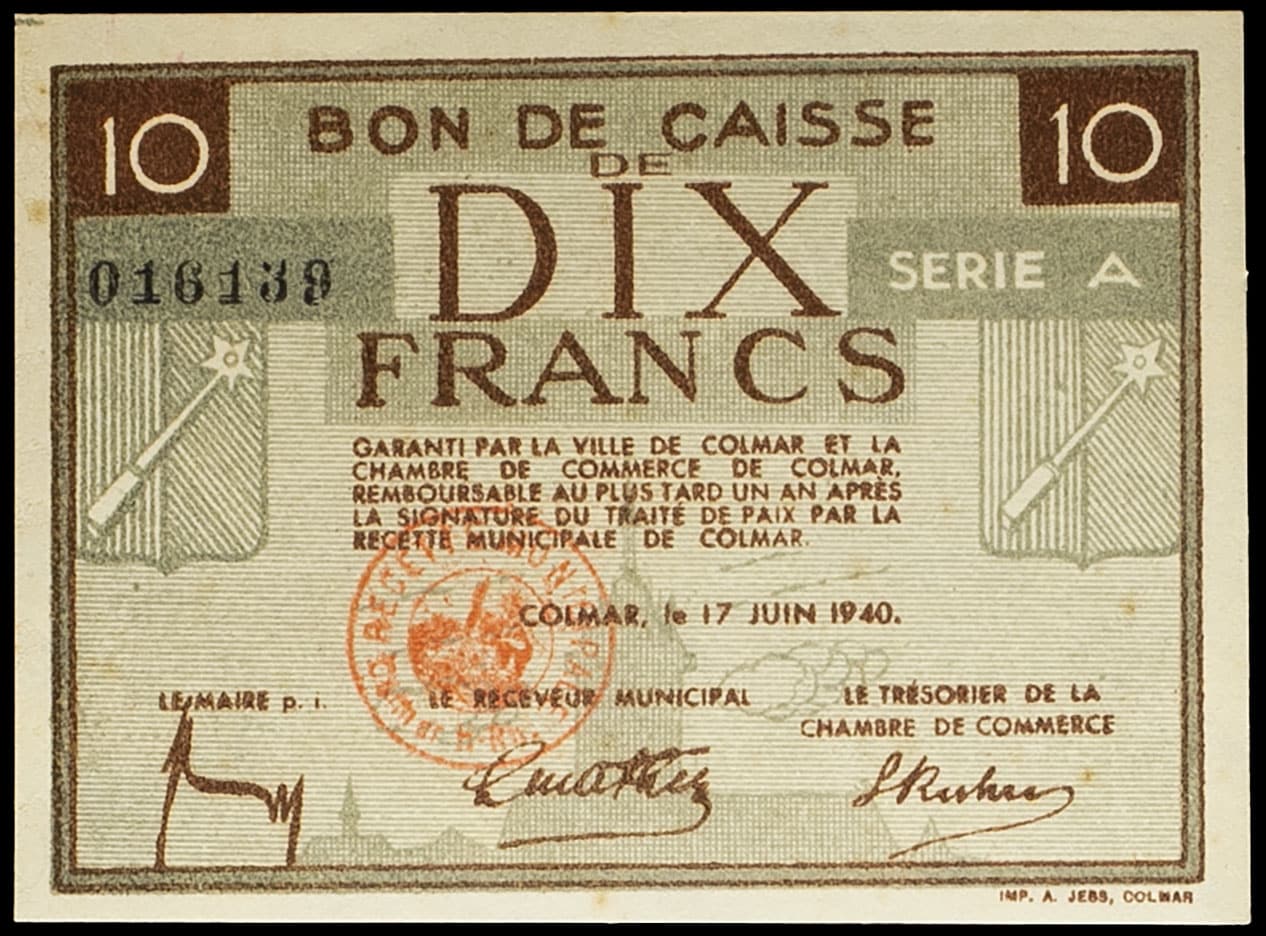 10 BON DE CAISSE 10
DE
DIX
016139 SERIE A
FRANCS
GARANTI PAR LA VILLE DE COLMAR ET LA
CHAMBRE DE COMMERCE DE COLMAR,
REMBOURSABLE AU PLUS TARD UN AN APRÈS
LA SIGNATURE DU TRAITÉ DE PAIX PAR LA
RECETTE MUNICIPALE DE COLMAR.
RECETTE MUNICIPALE
COLMAR, le 17 JUIN 1940.
LE MAIRE p. i. LE RECEVEUR MUNICIPAL LE TRÉSORIER DE LA
CHAMBRE DE COMMERCE
IMP. A. JESS, COLMAR